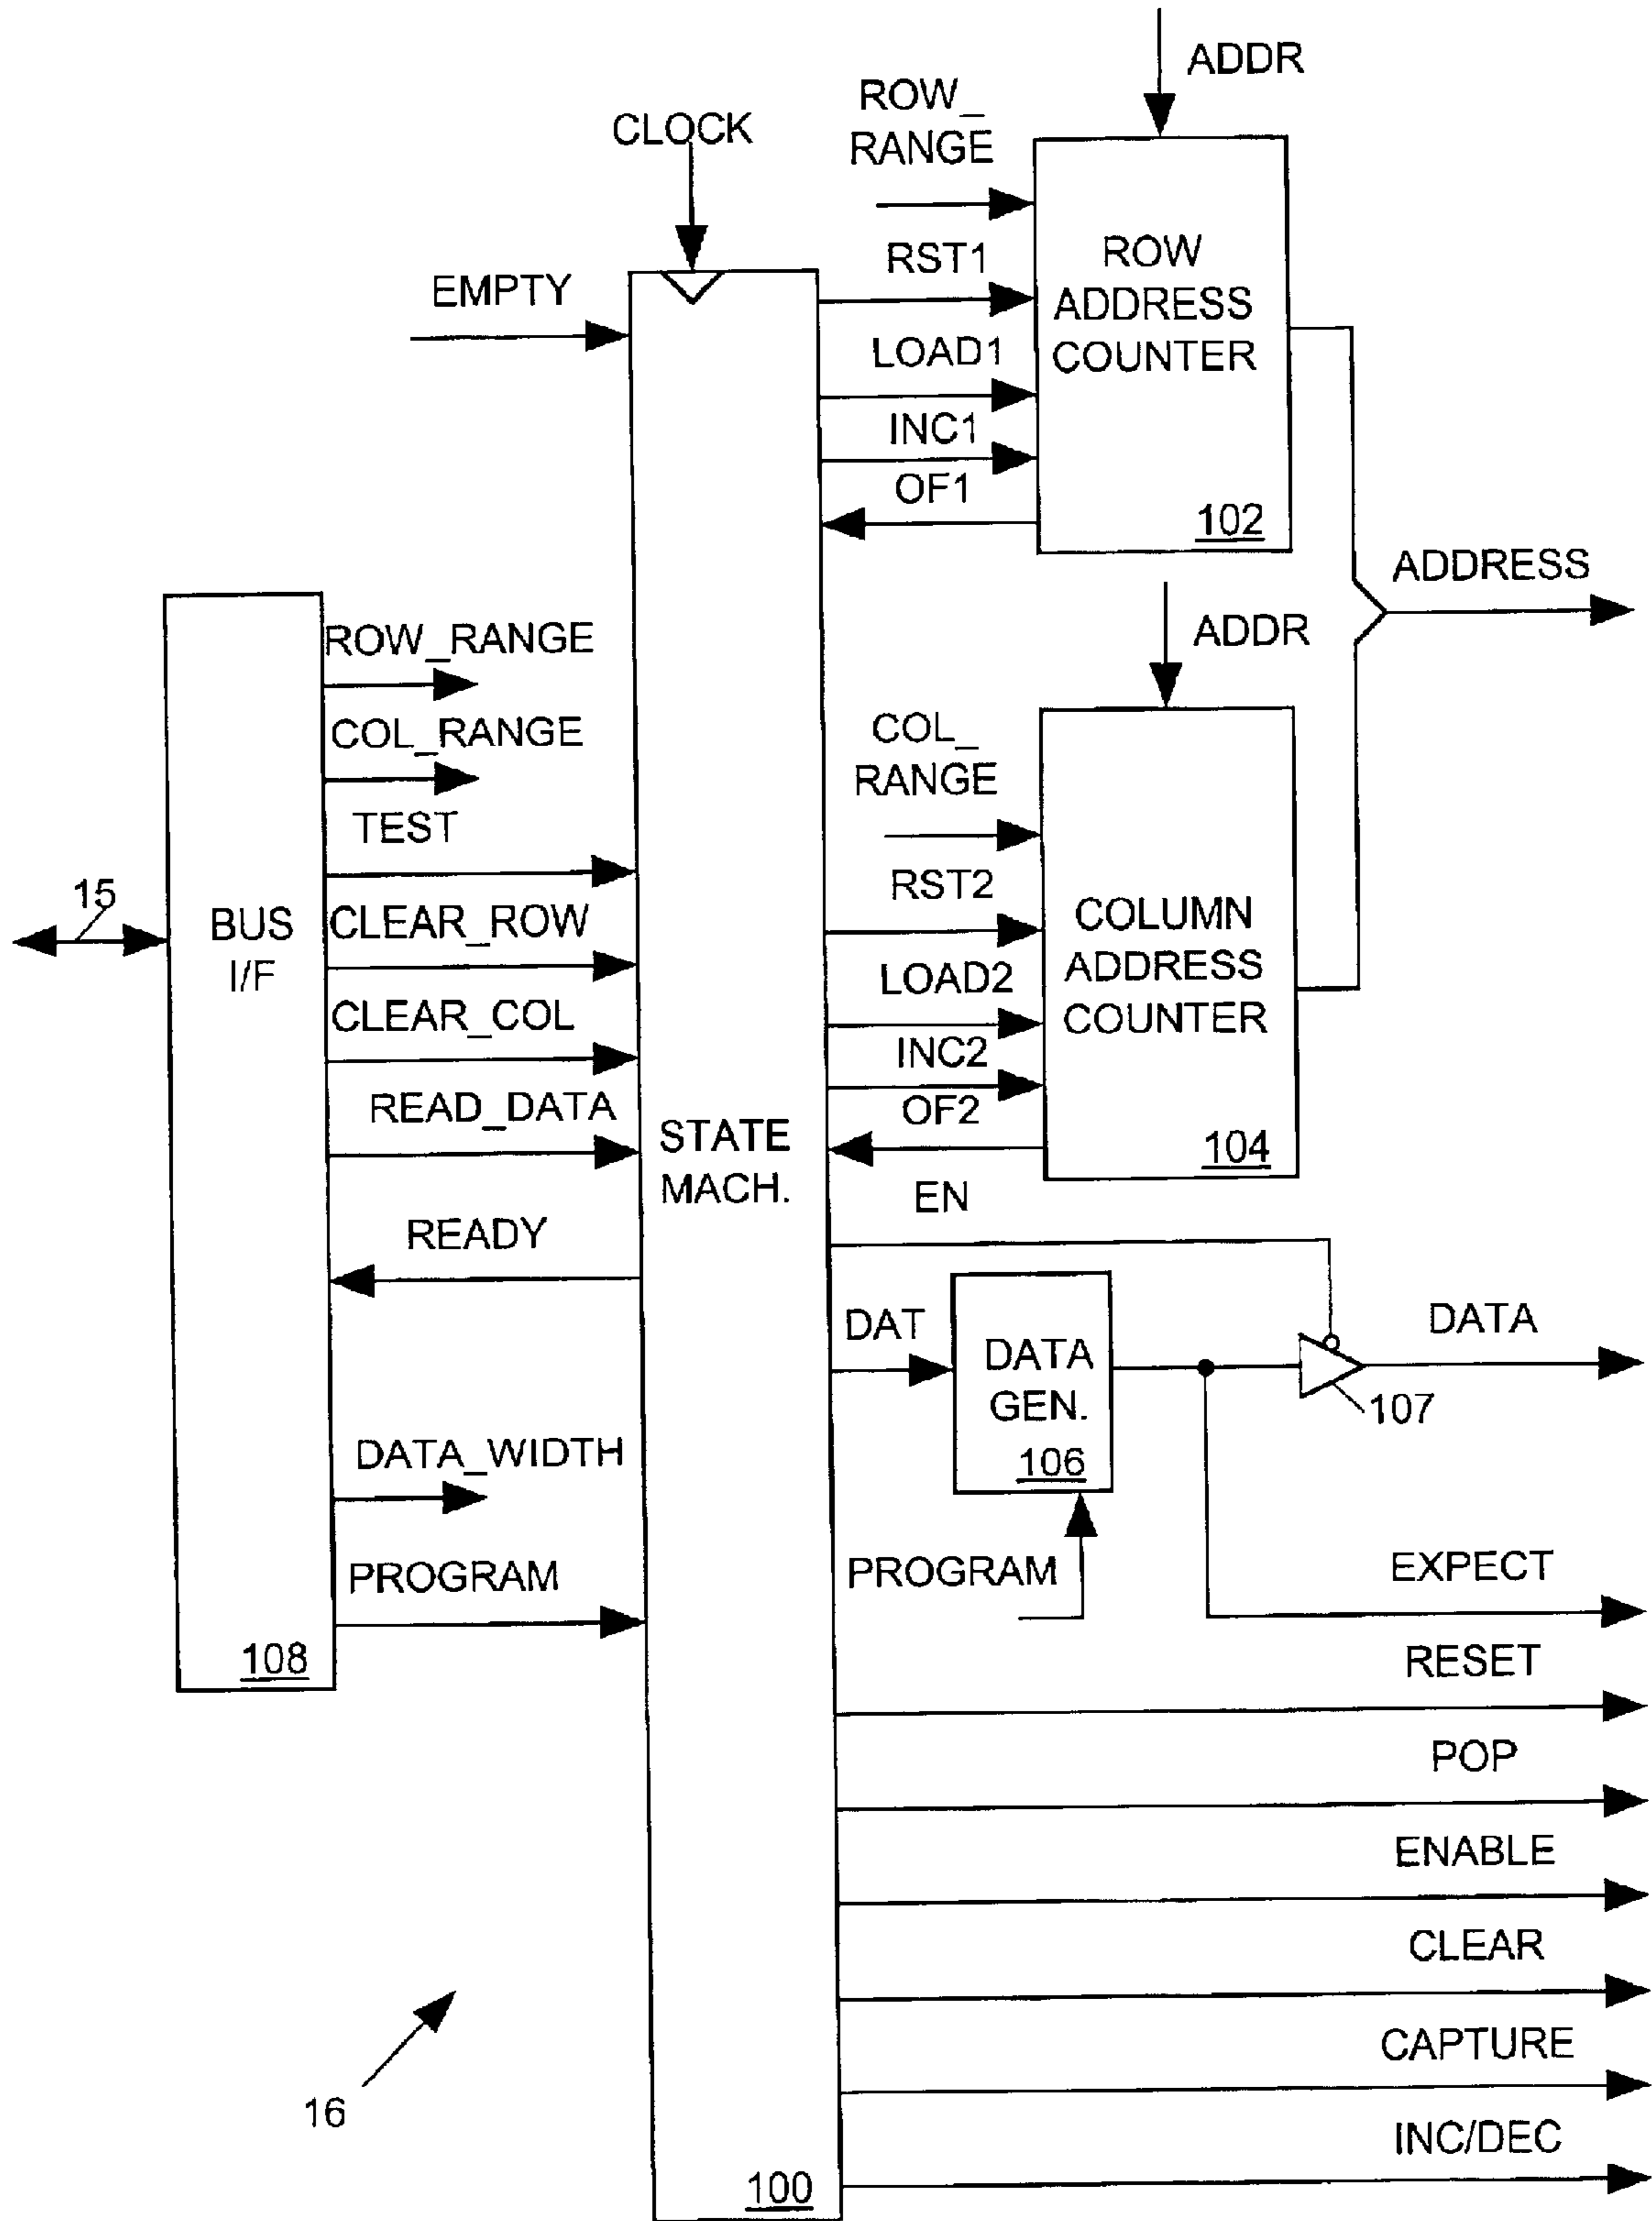 ADDR
ROW_
RANGE
CLOCK
ROW
ADDRESS
COUNTER
102
RST1
EMPTY
LOAD1
INC1
OF1
ADDRESS
ADDR
ROW_RANGE
COL_RANGE
TEST
COL_
RANGE
15
BUS
I/F
CLEAR_ROW
CLEAR_COL
READ_DATA
READY
RST2
COLUMN
ADDRESS
COUNTER
104
LOAD2
INC2
OF2
STATE
MACH.
EN
DAT
DATA
GEN.
106
DATA
107
DATA_WIDTH
PROGRAM
PROGRAM
EXPECT
108
RESET
POP
ENABLE
CLEAR
CAPTURE
16
INC/DEC
100